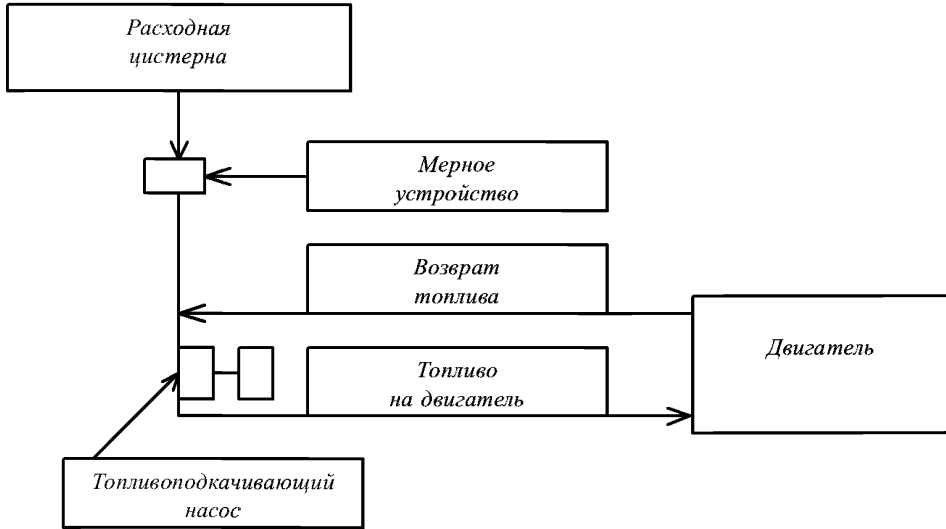 Расходная
цистерна
Мерное
устройство
Возврат
топлива
Двигатель
Топливо
на двигатель
Топливоподкачивающий
насос